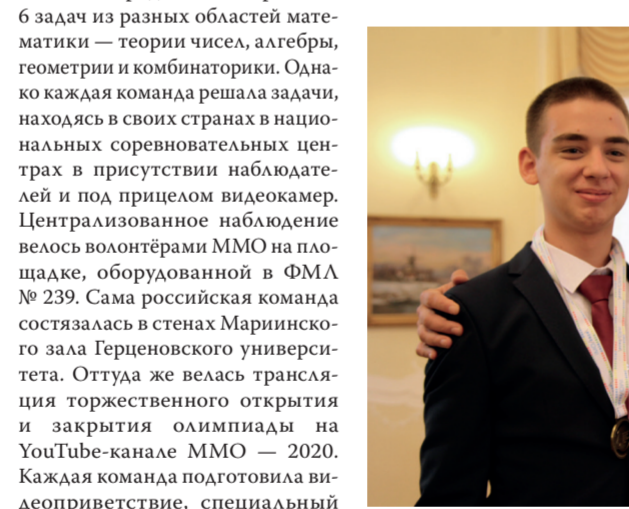 6 задач из разных областей мате-
матики — теории чисел, алгебры,
геометрии и комбинаторики. Одна-
ко каждая команда решала задачи,
находясь в своих странах в нацио-
нальных соревновательных цен-
трах в присутствии наблюдате-
лей и под прицелом видеокамер.
Централизованное наблюдение
велось волонтёрами ММО на пло-
щадке, оборудованной в ФМЛ
№ 239. Сама российская команда
состязалась в стенах Мариинско-
го зала Герценовского универси-
тета. Оттуда же велась трансля-
ция торжественного открытия
и закрытия олимпиады на
YouTube-канале ММО — 2020.
Каждая команда подготовила ви-
деоприветствие, специальный